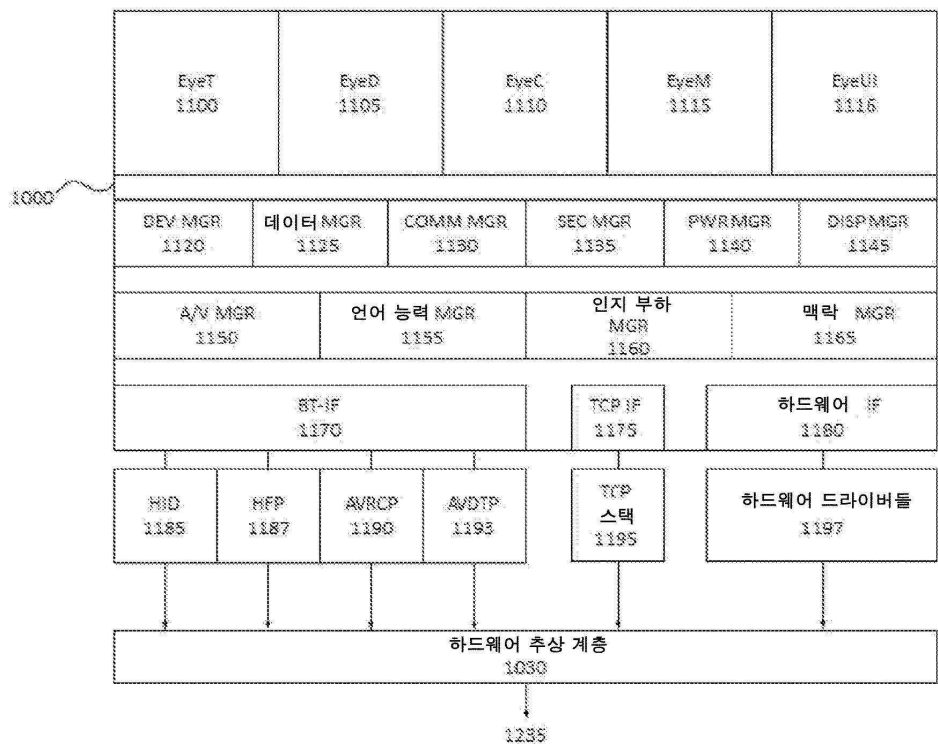 EyeT
1100
EyeD
1105
EyeC
1110
EyeM
1115
EyeUI
1116
1000
DEV MGR
1120
데이터 MGR
1125
COMM MGR
1130
SEC MGR
1135
PWR MGR
1140
DISP MGR
1145
A/V MGR
1150
언어 능력 MGR
1155
인지 부하
MGR
1160
맥락 MGR
1165
BT-IF
1170
TCP IF
1175
하드웨어 IF
1180
HID
1185
HFP
1187
AVRCP
1190
AVDTP
1193
TCP
스택
1195
하드웨어 드라이버들
1197
하드웨어 추상 계층
1030
1235